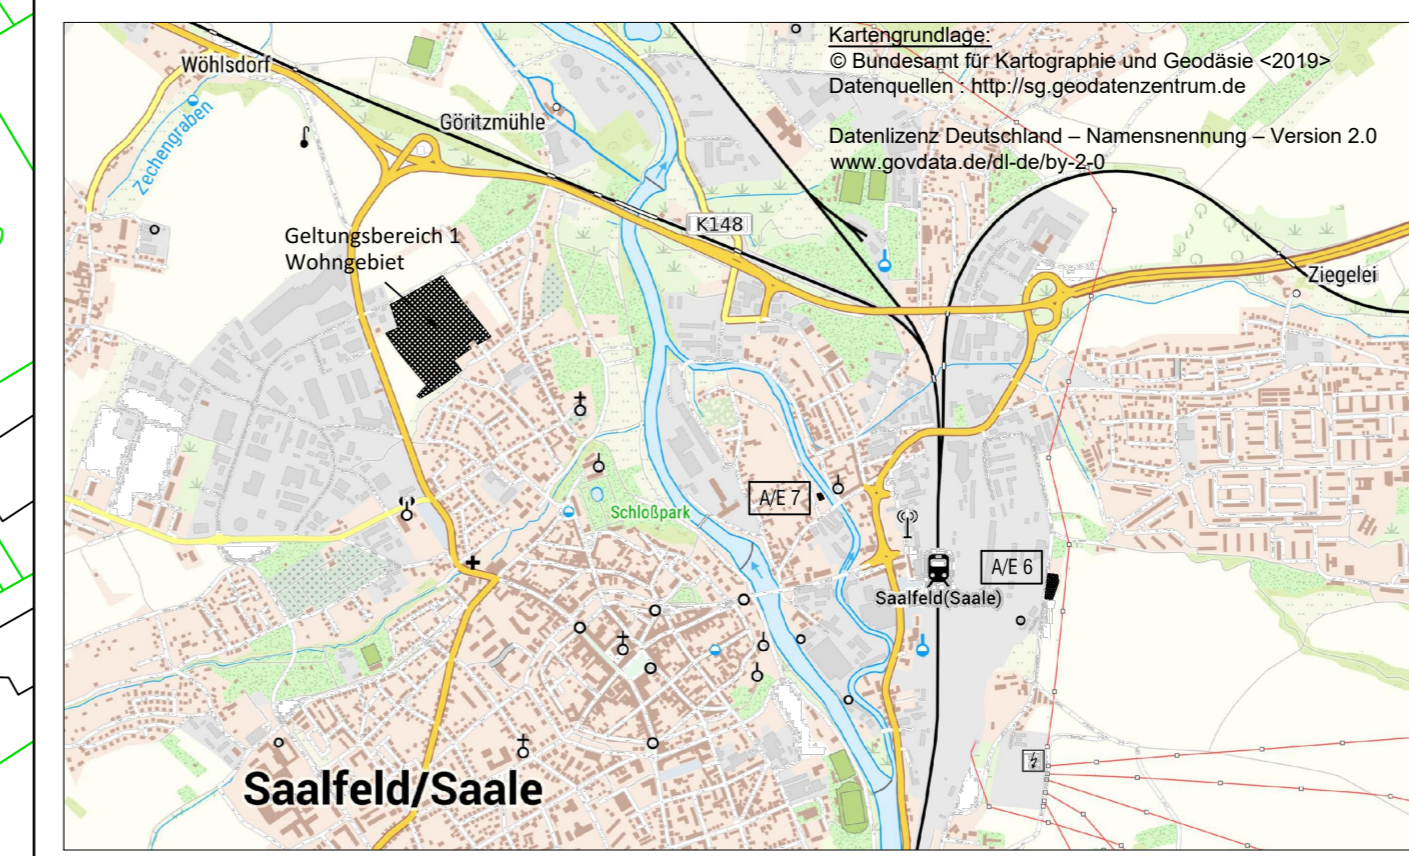 Kartengrundlage:
© Bundesamt für Kartographie und Geodäsie <2019>
Datenquellen : http://sg.geodatenzentrum.de
Datenlizenz Deutschland – Namensnennung – Version 2.0
www.govdata.de/dl-de/by-2-0
Wöhlsdorf
Zechengraben
Göritzmühle
K148
Geltungsbereich 1
Wohngebiet
Ziegelei
A/E 7
Schloßpark
A/E 6
Saalfeld(Saale)
Saalfeld/Saale